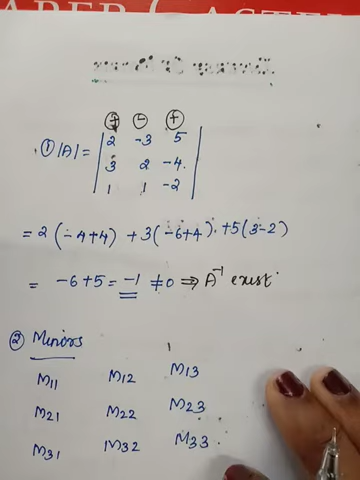 ⊕ ⊖ ⊕
① |A| = | 2 -3 5 |
| 3 2 -4 |
| 1 1 -2 |
= 2(-4+4) +3(-6+4) +5(3-2)
= -6+5 = -1 ≠0 ⇒ A⁻¹ exist
② Minors
M11 M12 M13
M21 M22 M23
M31 M32 M33